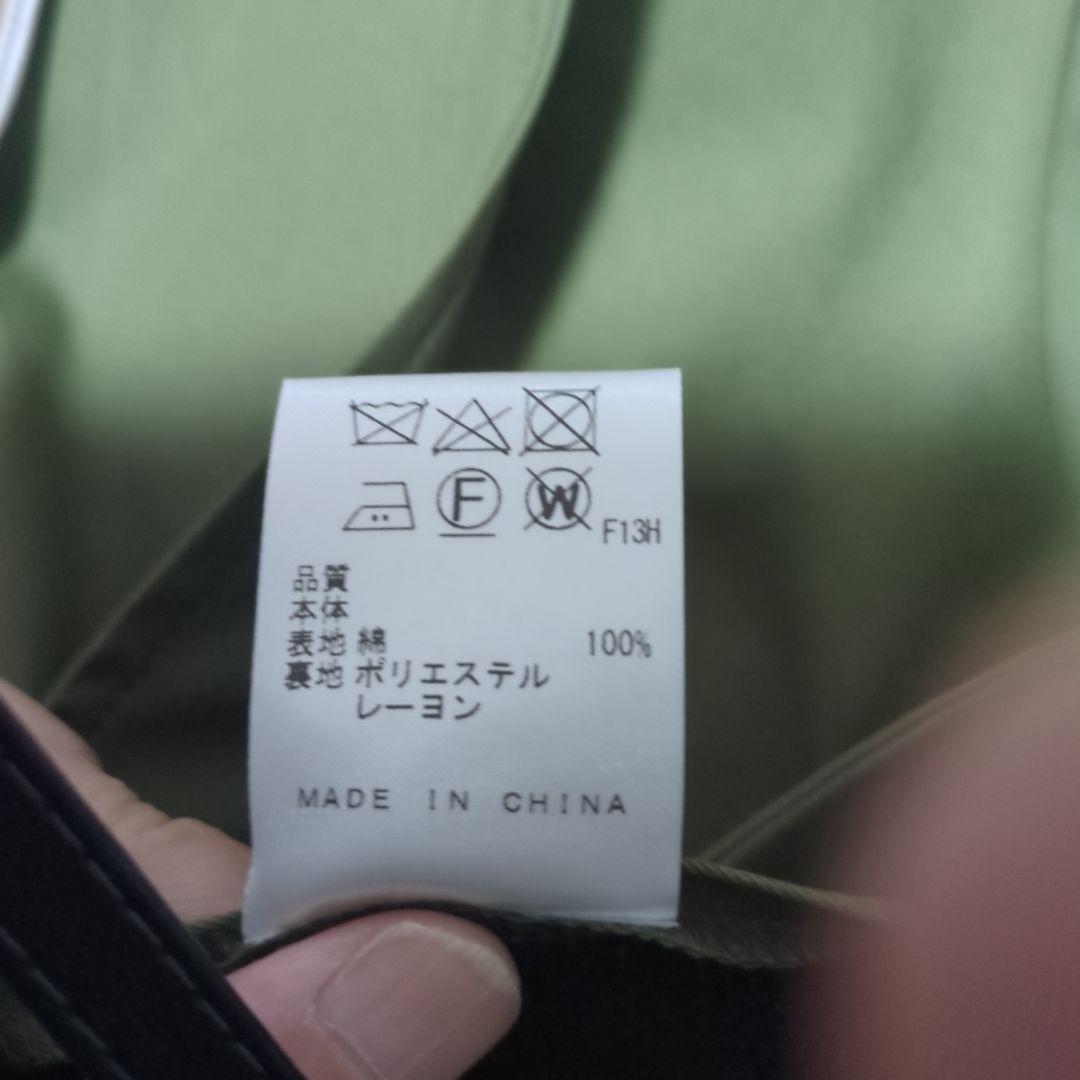 F
W
F13H
品質
本体
表地 綿 100%
裏地 ポリエステル
レーヨン
MADE IN CHINA